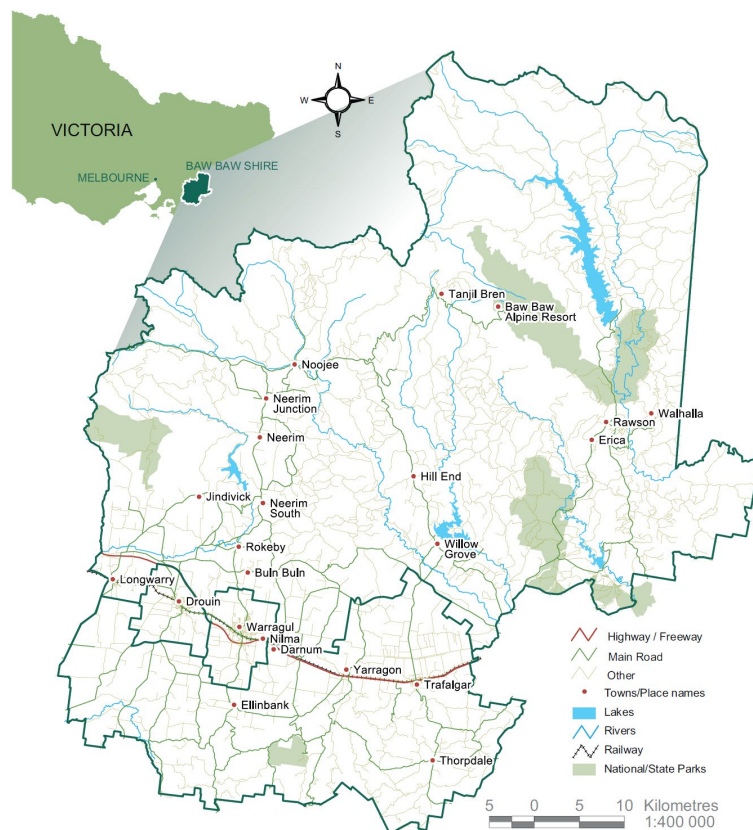 N
W
E
S
VICTORIA
BAW BAW SHIRE
MELBOURNE
Tanjil Bren
Baw Baw
Alpine Resort
Noojee
Neerim
Junction
Walhalla
Rawson
Neerim
Erica
Hill End
Jindivick
Neerim
South
Rokeby
Willow
Grove
Buln Buln
Longwarry
Drouin
Warragul
Nilma
Darnum
Yarragon
Trafalgar
Ellinbank
Thorpdale
Highway / Freeway
Main Road
Other
Towns/Place names
Lakes
Rivers
Railway
National/State Parks
5 0 5 10 Kilometres
1:400 000